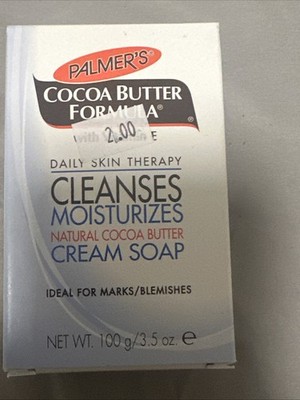 PALMER'S®
COCOA BUTTER
FORMULA®
with E
2.00
DAILY SKIN THERAPY
CLEANSES
MOISTURIZES
NATURAL COCOA BUTTER
CREAM SOAP
IDEAL FOR MARKS/BLEMISHES
NET WT. 100 g/3.5 oz. ℮